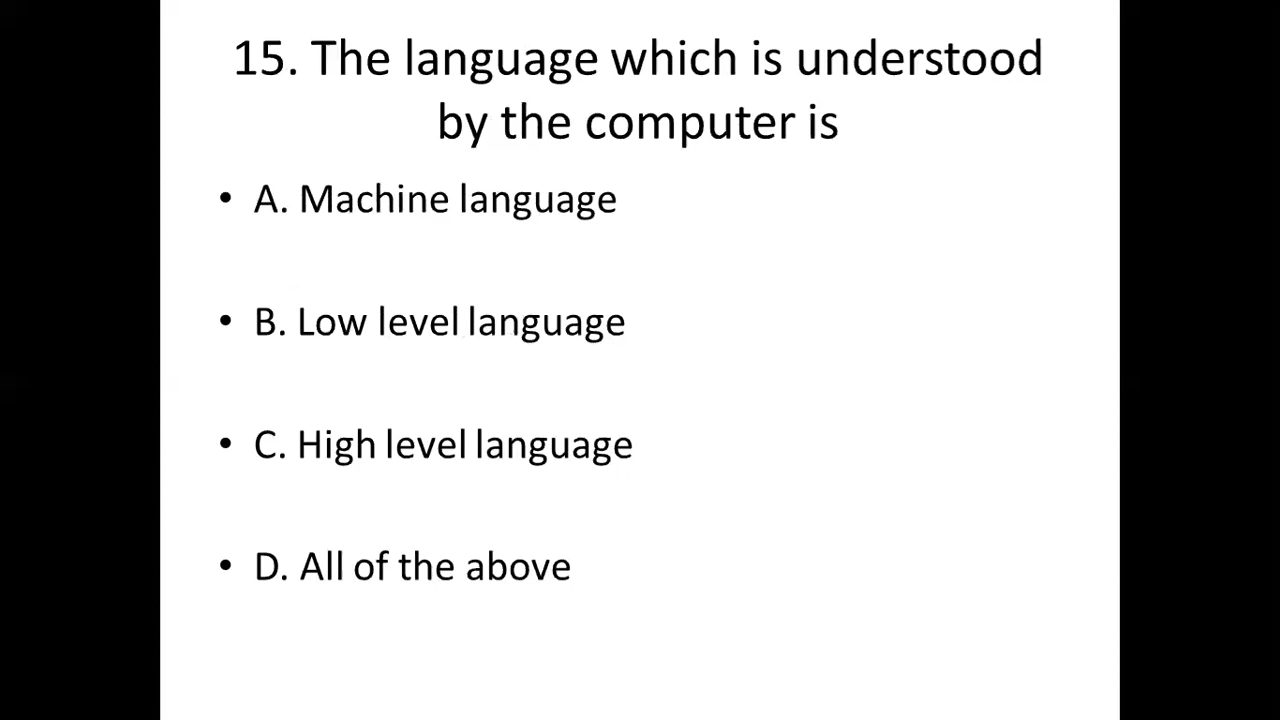 15. The language which is understood
by the computer is
• A. Machine language
• B. Low level language
• C. High level language
• D. All of the above